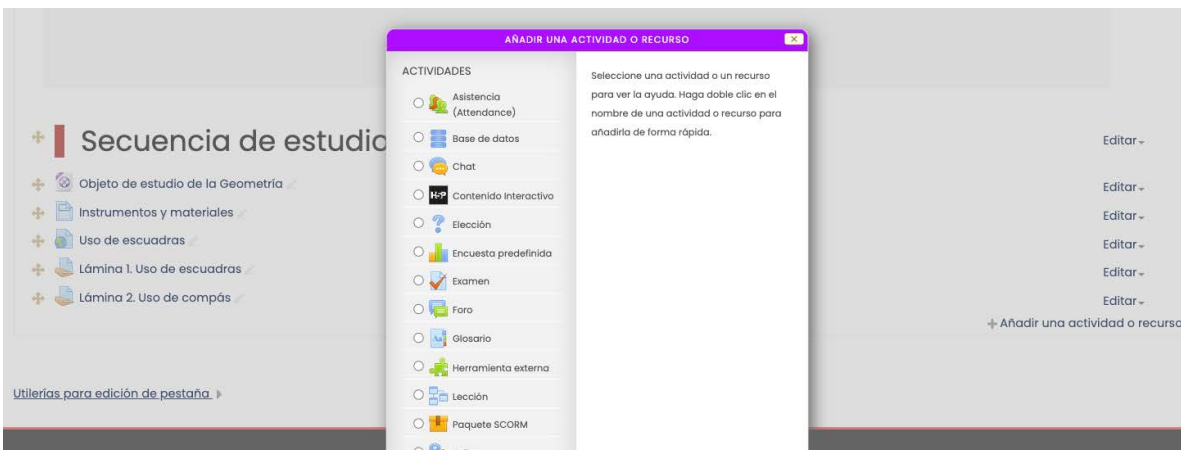 AÑADIR UNA ACTIVIDAD O RECURSO
ACTIVIDADES
Asistencia
(Attendance)
Base de datos
Chat
H-P Contenido Interactivo
Elección
Encuesta predefinida
Examen
Foro
Glosario
Herramienta externa
Lección
Paquete SCORM
Seleccione una actividad o un recurso
para ver la ayuda. Haga doble clic en el
nombre de una actividad o recurso para
añadirla de forma rápida.
Secuencia de estudio
Editar
Objeto de estudio de la Geometría
Editar
Instrumentos y materiales
Editar
Uso de escuadras
Editar
Lámina 1. Uso de escuadras
Editar
Lámina 2. Uso de compás
Editar
Añadir una actividad o recurso
Utilerías para edición de pestaña